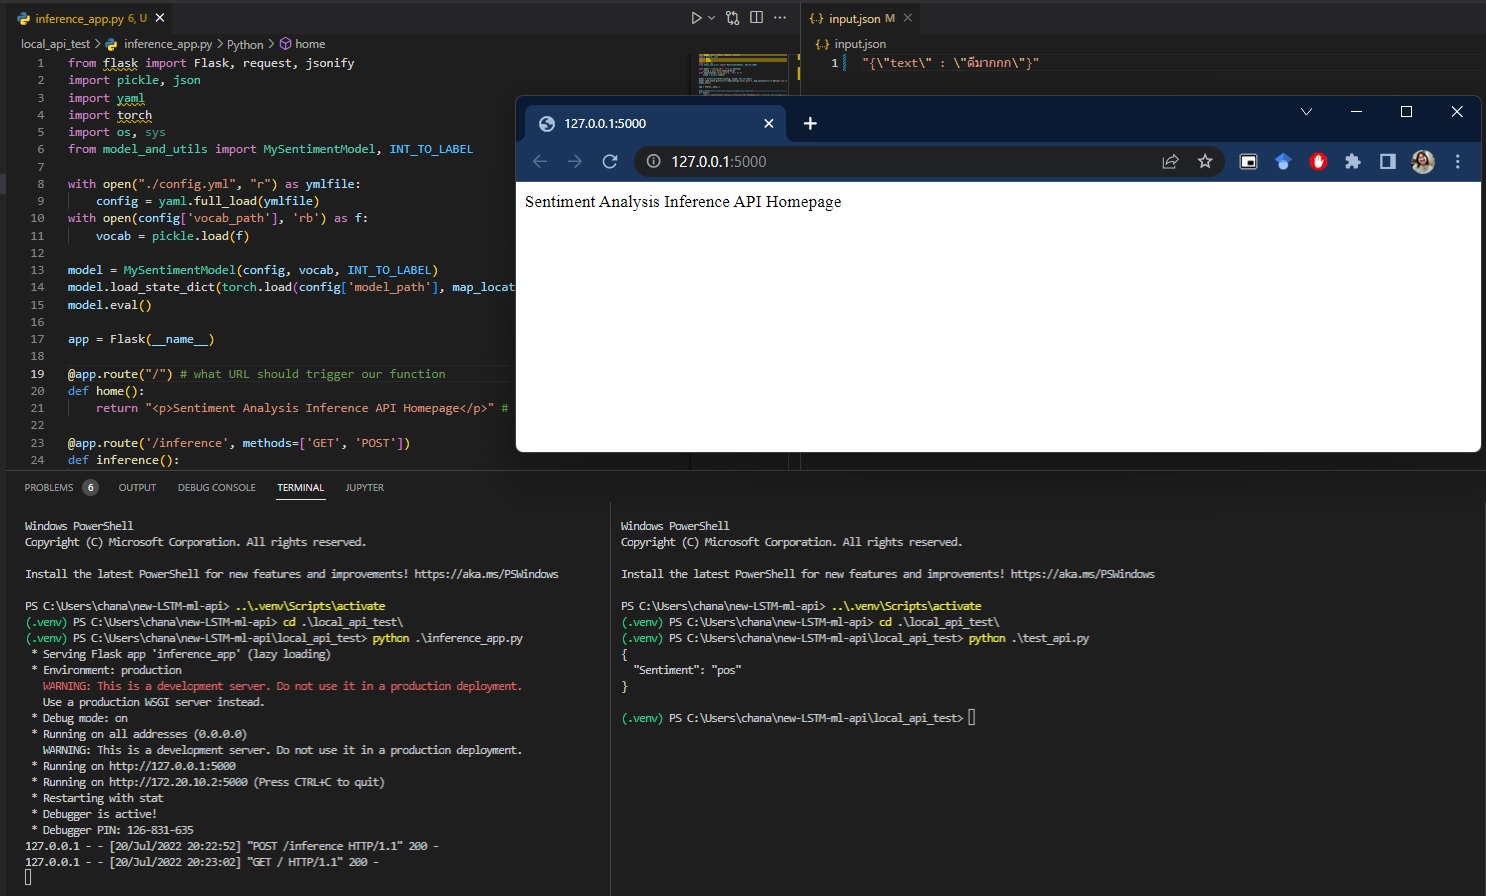 inference_app.py 6, U
local_api_test > inference_app.py > Python > home
1 from flask import Flask, request, jsonify
2 import pickle, json
3 import yaml
4 import torch
5 import os, sys
6 from model_and_utils import MySentimentModel, INT_TO_LABEL
7
8 with open("./config.yml", "r") as ymlfile:
9     config = yaml.full_load(ymlfile)
10 with open(config['vocab_path'], 'rb') as f:
11     vocab = pickle.load(f)
12
13 model = MySentimentModel(config, vocab, INT_TO_LABEL)
14 model.load_state_dict(torch.load(config['model_path'], map_locat
15 model.eval()
16
17 app = Flask(__name__)
18
19 @app.route("/") # what URL should trigger our function
20 def home():
21     return "<p>Sentiment Analysis Inference API Homepage</p>" #
22
23 @app.route('/inference', methods=['GET', 'POST'])
24 def inference():
{..} input.json M
{..} input.json
1 "{\"text\" : \"ดีมากกก\"}"
127.0.0.1:5000
127.0.0.1:5000
Sentiment Analysis Inference API Homepage
PROBLEMS 6 OUTPUT DEBUG CONSOLE TERMINAL JUPYTER
Windows PowerShell
Copyright (C) Microsoft Corporation. All rights reserved.
Install the latest PowerShell for new features and improvements! https://aka.ms/PSWindows
PS C:\Users\chana\new-LSTM-ml-api> ..\.venv\Scripts\activate
(.venv) PS C:\Users\chana\new-LSTM-ml-api> cd .\local_api_test\
(.venv) PS C:\Users\chana\new-LSTM-ml-api\local_api_test> python .\inference_app.py
* Serving Flask app 'inference_app' (lazy loading)
* Environment: production
WARNING: This is a development server. Do not use it in a production deployment.
Use a production WSGI server instead.
* Debug mode: on
* Running on all addresses (0.0.0.0)
WARNING: This is a development server. Do not use it in a production deployment.
* Running on http://127.0.0.1:5000
* Running on http://172.20.10.2:5000 (Press CTRL+C to quit)
* Restarting with stat
* Debugger is active!
* Debugger PIN: 126-831-635
127.0.0.1 - - [20/Jul/2022 20:22:52] "POST /inference HTTP/1.1" 200 -
127.0.0.1 - - [20/Jul/2022 20:23:02] "GET / HTTP/1.1" 200 -
Windows PowerShell
Copyright (C) Microsoft Corporation. All rights reserved.
Install the latest PowerShell for new features and improvements! https://aka.ms/PSWindows
PS C:\Users\chana\new-LSTM-ml-api> ..\.venv\Scripts\activate
(.venv) PS C:\Users\chana\new-LSTM-ml-api> cd .\local_api_test\
(.venv) PS C:\Users\chana\new-LSTM-ml-api\local_api_test> python .\test_api.py
{
"Sentiment": "pos"
}
(.venv) PS C:\Users\chana\new-LSTM-ml-api\local_api_test>